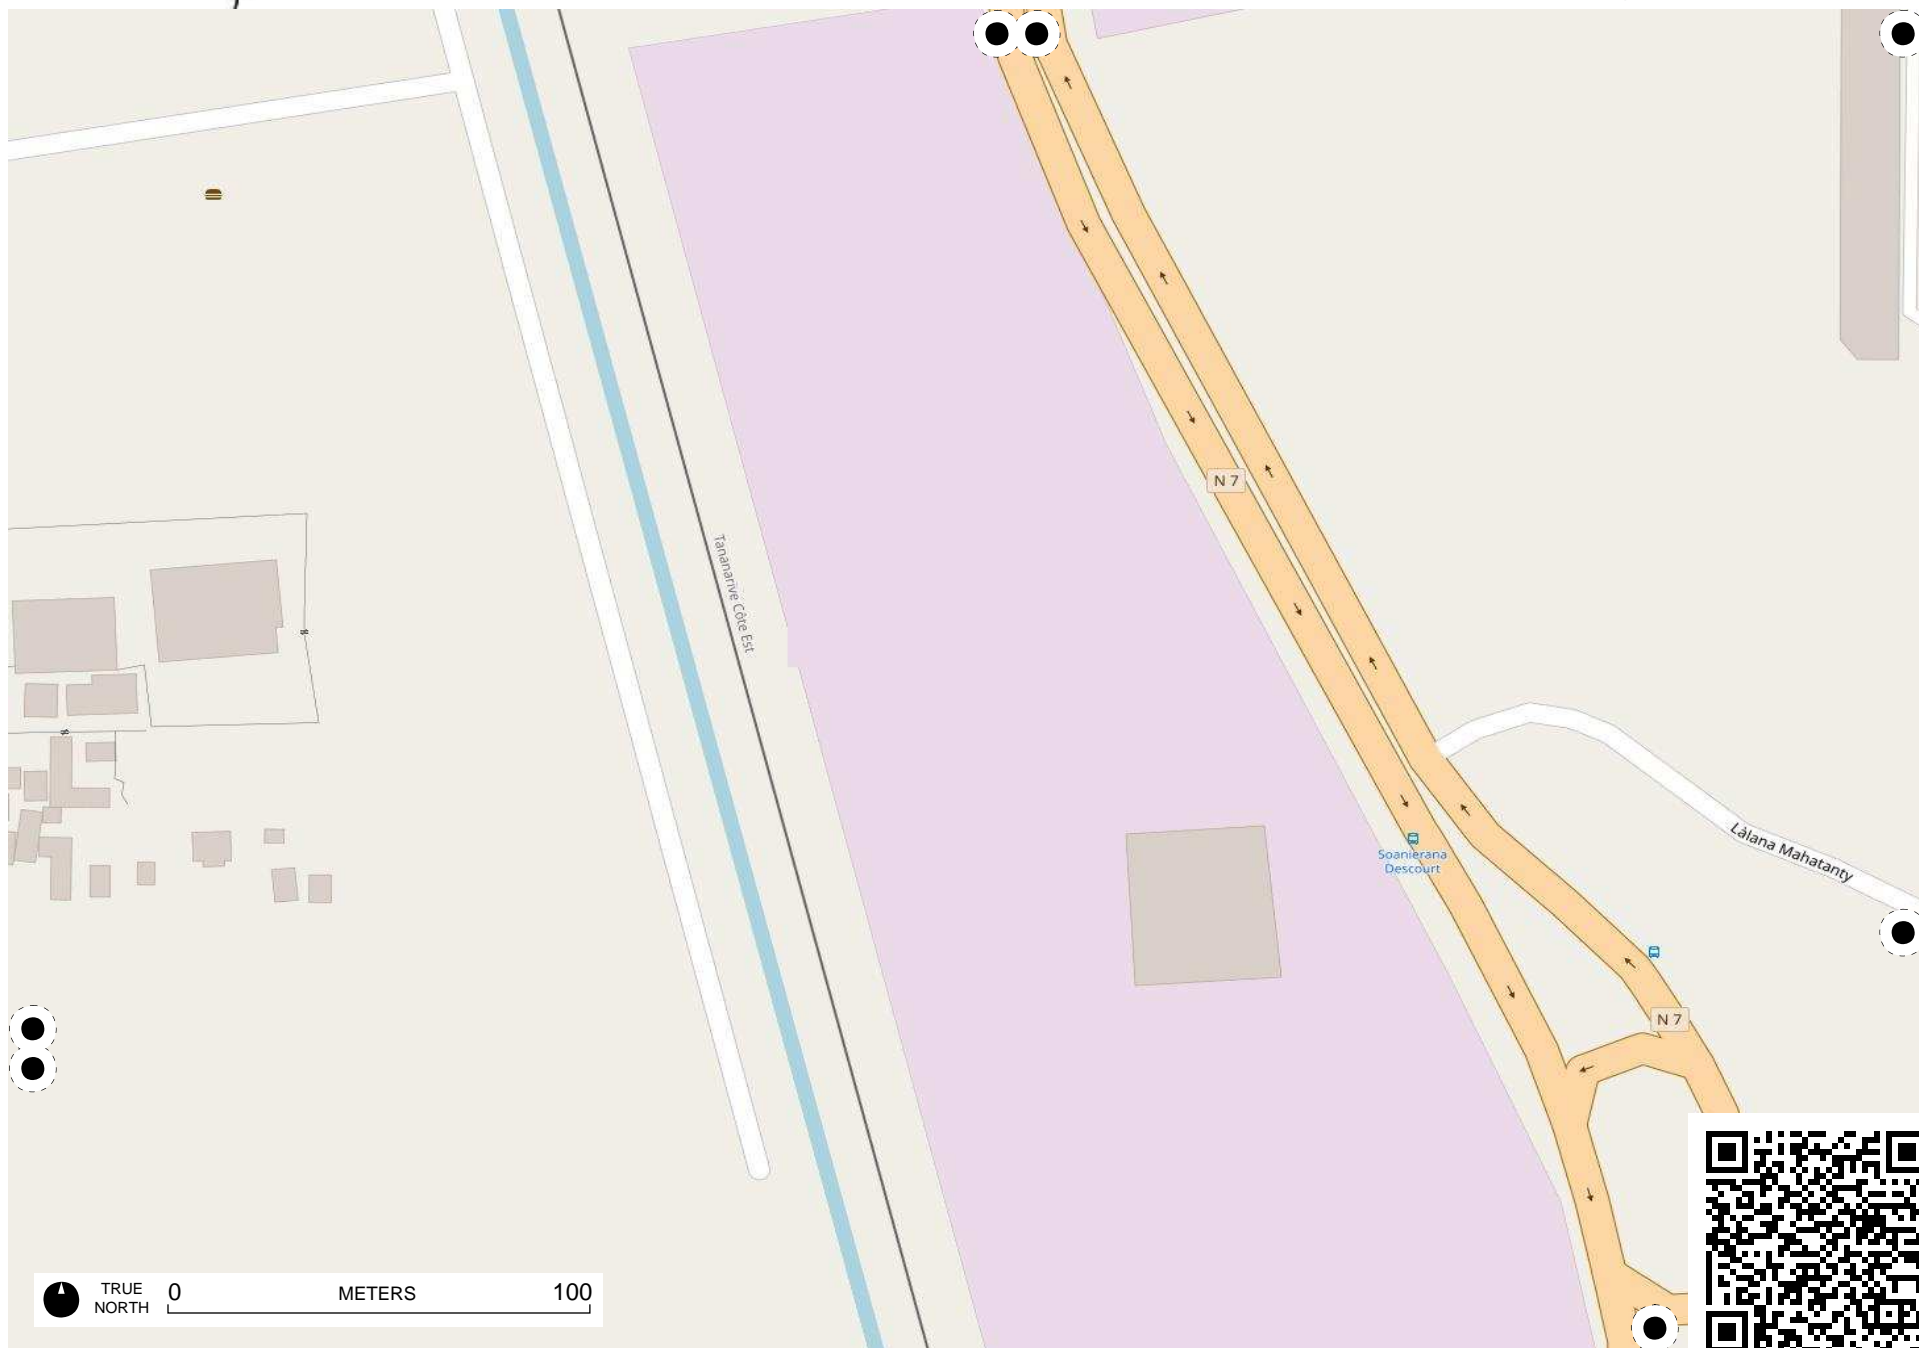 N 7
Tananarive Côte Est
Làlana Mahatanty
Soanierana
Descourt
N 7
TRUE
NORTH
0 METERS 100